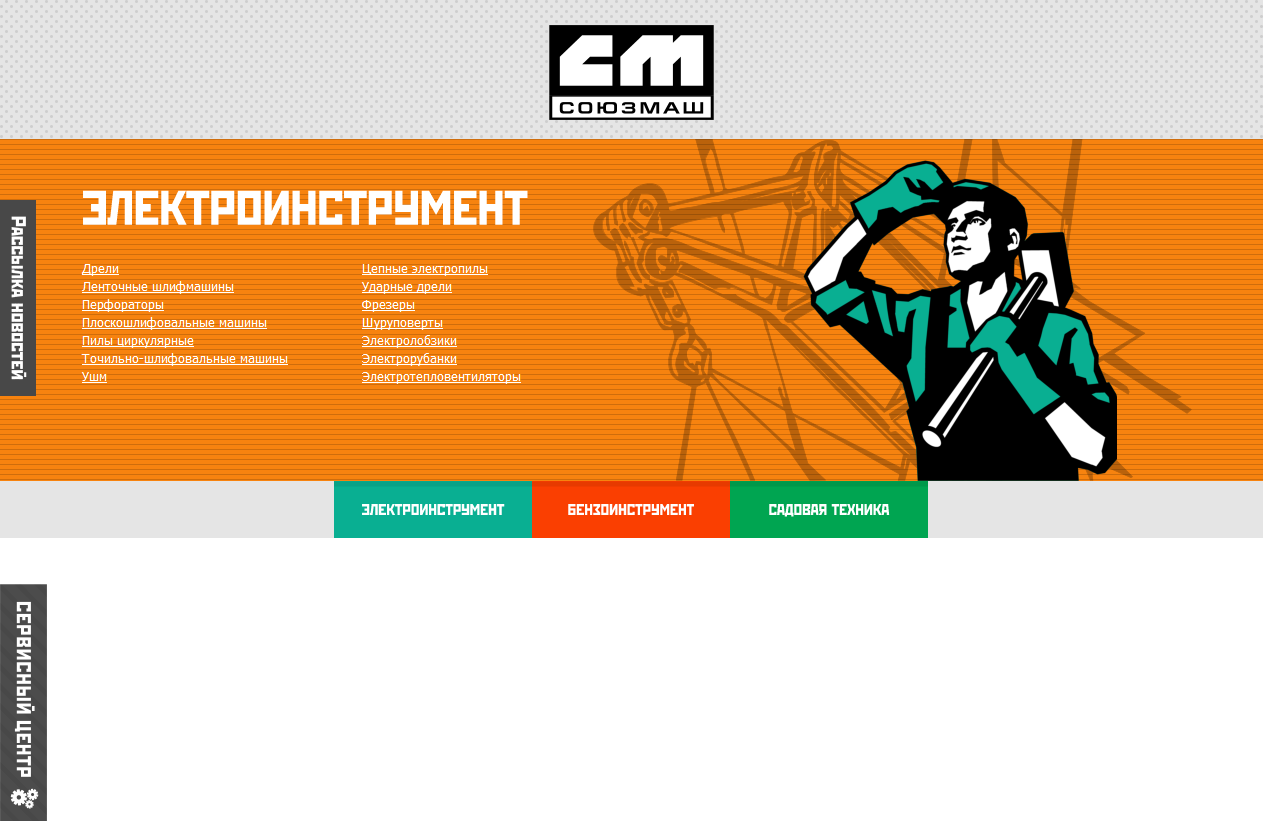 СМ
СОЮЗМАШ
ЭЛЕКТРОИНСТРУМЕНТ
Рассылка новостей
Дрели
Ленточные шлифмашины
Перфораторы
Плоскошлифовальные машины
Пилы циркулярные
Точильно-шлифовальные машины
Ушм
Цепные электропилы
Ударные дрели
Фрезеры
Шуруповерты
Электролобзики
Электрорубанки
Электротепловентиляторы
ЭЛЕКТРОИНСТРУМЕНТ
БЕНЗОИНСТРУМЕНТ
САДОВАЯ ТЕХНИКА
СЕРВИСНЫЙ ЦЕНТР